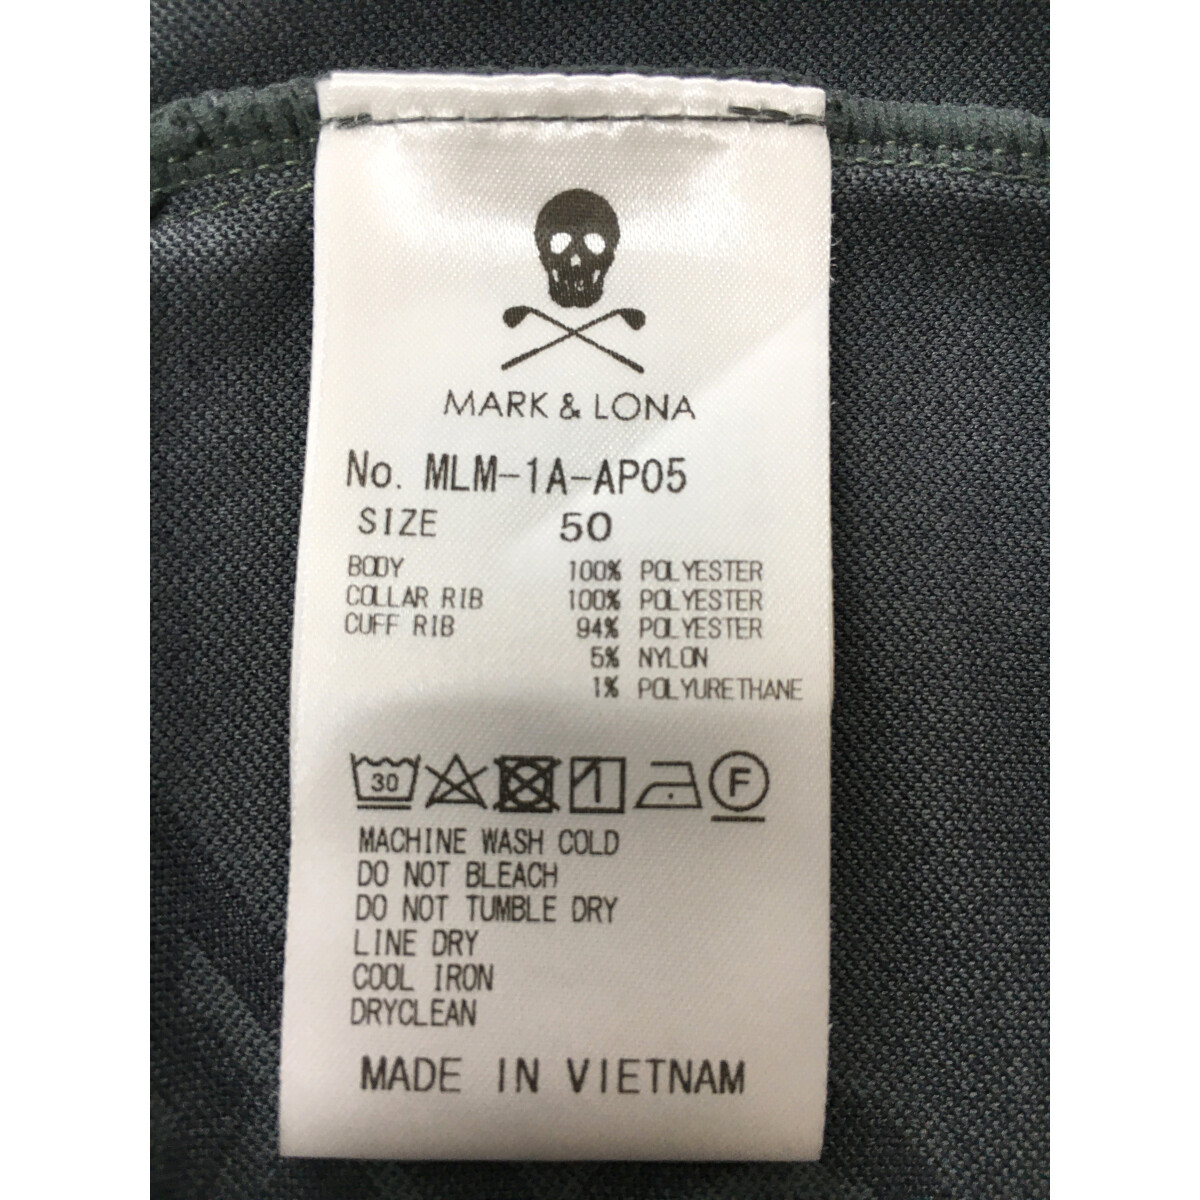 MARK & LONA
No. MLM-1A-AP05
SIZE 50
BODY 100% POLYESTER
COLLAR RIB 100% POLYESTER
CUFF RIB 94% POLYESTER
5% NYLON
1% POLYURETHANE
30 F
MACHINE WASH COLD
DO NOT BLEACH
DO NOT TUMBLE DRY
LINE DRY
COOL IRON
DRYCLEAN
MADE IN VIETNAM